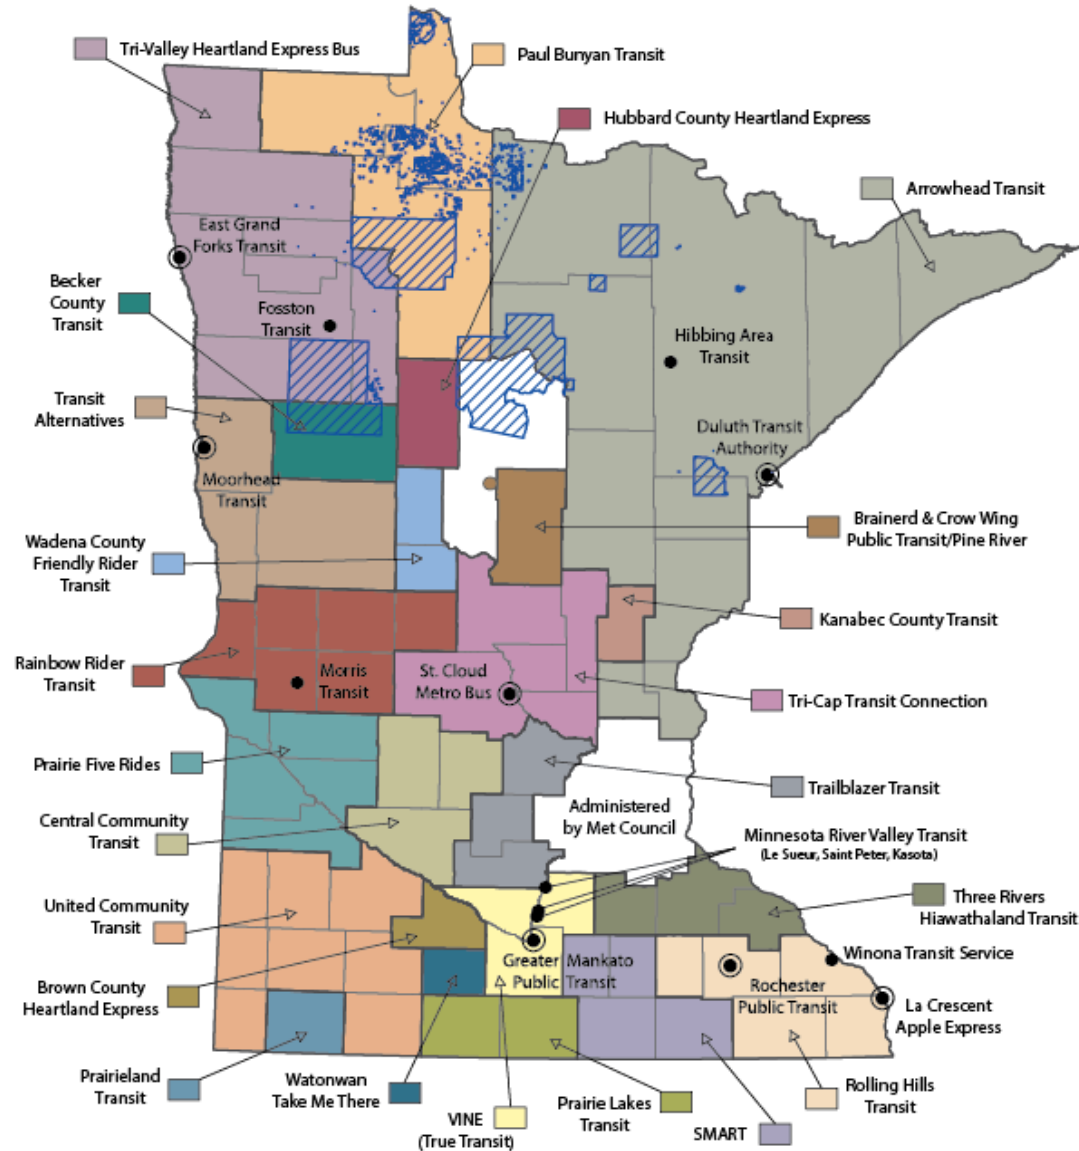 Tri-Valley Heartland Express Bus
Paul Bunyan Transit
Hubbard County Heartland Express
Arrowhead Transit
East Grand
Forks Transit
Becker
County
Transit
Fosston
Transit
Hibbing Area
Transit
Transit
Alternatives
Duluth Transit
Authority
Moorhead
Transit
Brainerd & Crow Wing
Public Transit/Pine River
Wadena County
Friendly Rider
Transit
Kanabec County Transit
Rainbow Rider
Transit
Morris
Transit
St. Cloud
Metro Bus
Tri-Cap Transit Connection
Prairie Five Rides
Trailblazer Transit
Administered
by Met Council
Central Community
Transit
Minnesota River Valley Transit
(Le Sueur, Saint Peter, Kasota)
Three Rivers
Hiawathaland Transit
United Community
Transit
Winona Transit Service
Greater Mankato
Public Transit
Rochester
Public Transit
Brown County
Heartland Express
La Crescent
Apple Express
Prairieland
Transit
Watonwan
Take Me There
VINE
(True Transit)
Prairie Lakes
Transit
SMART
Rolling Hills
Transit